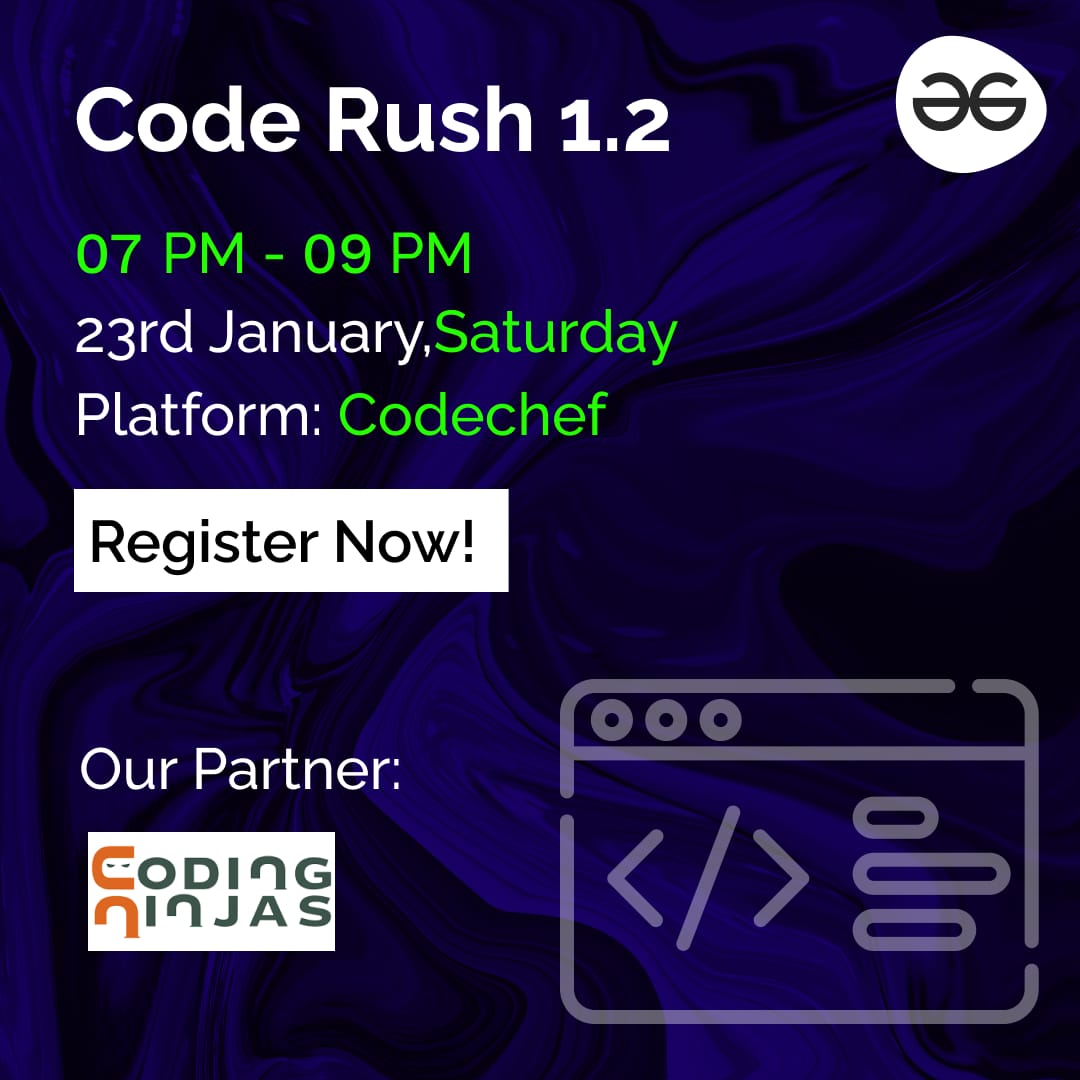 Code Rush 1.2
07 PM - 09 PM
23rd January,Saturday
Platform: Codechef
Register Now!
Our Partner:
CODING
NINJAS